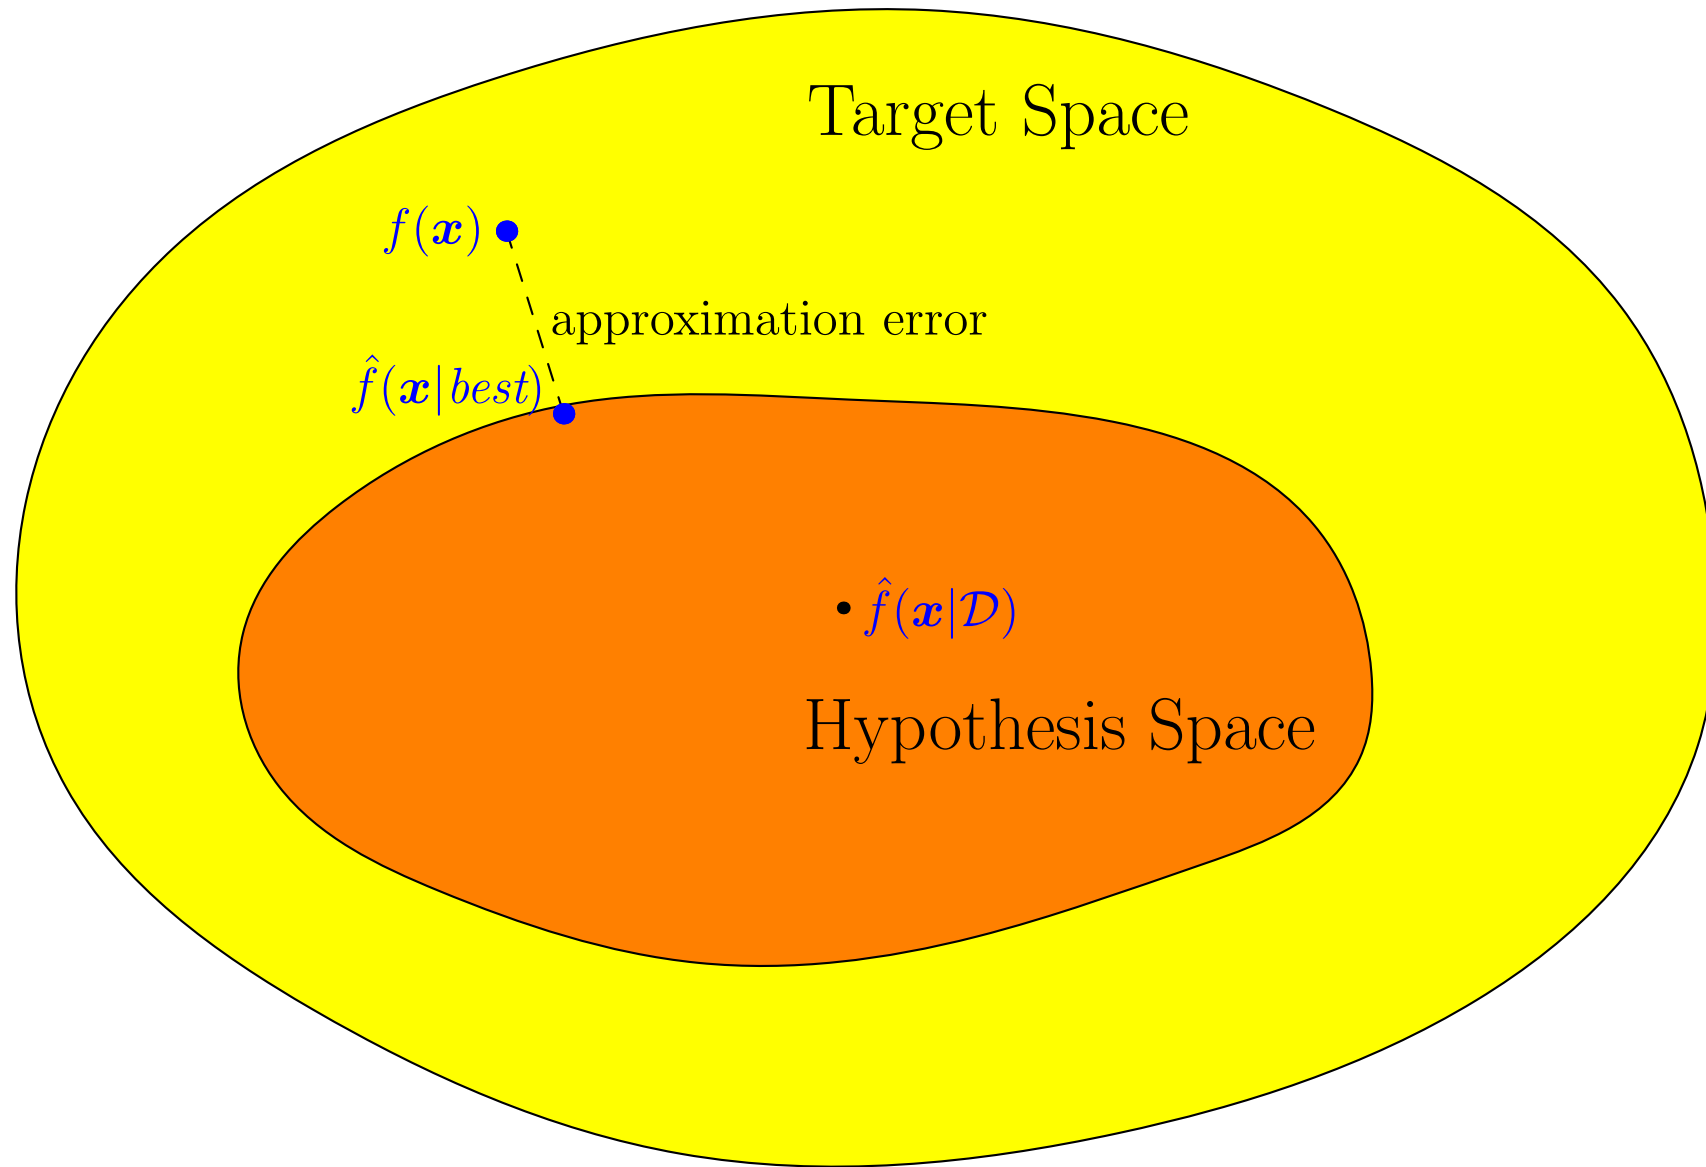 Target Space
f(x)
approximation error
f̂(x|best)
f̂(x|𝒟)
Hypothesis Space